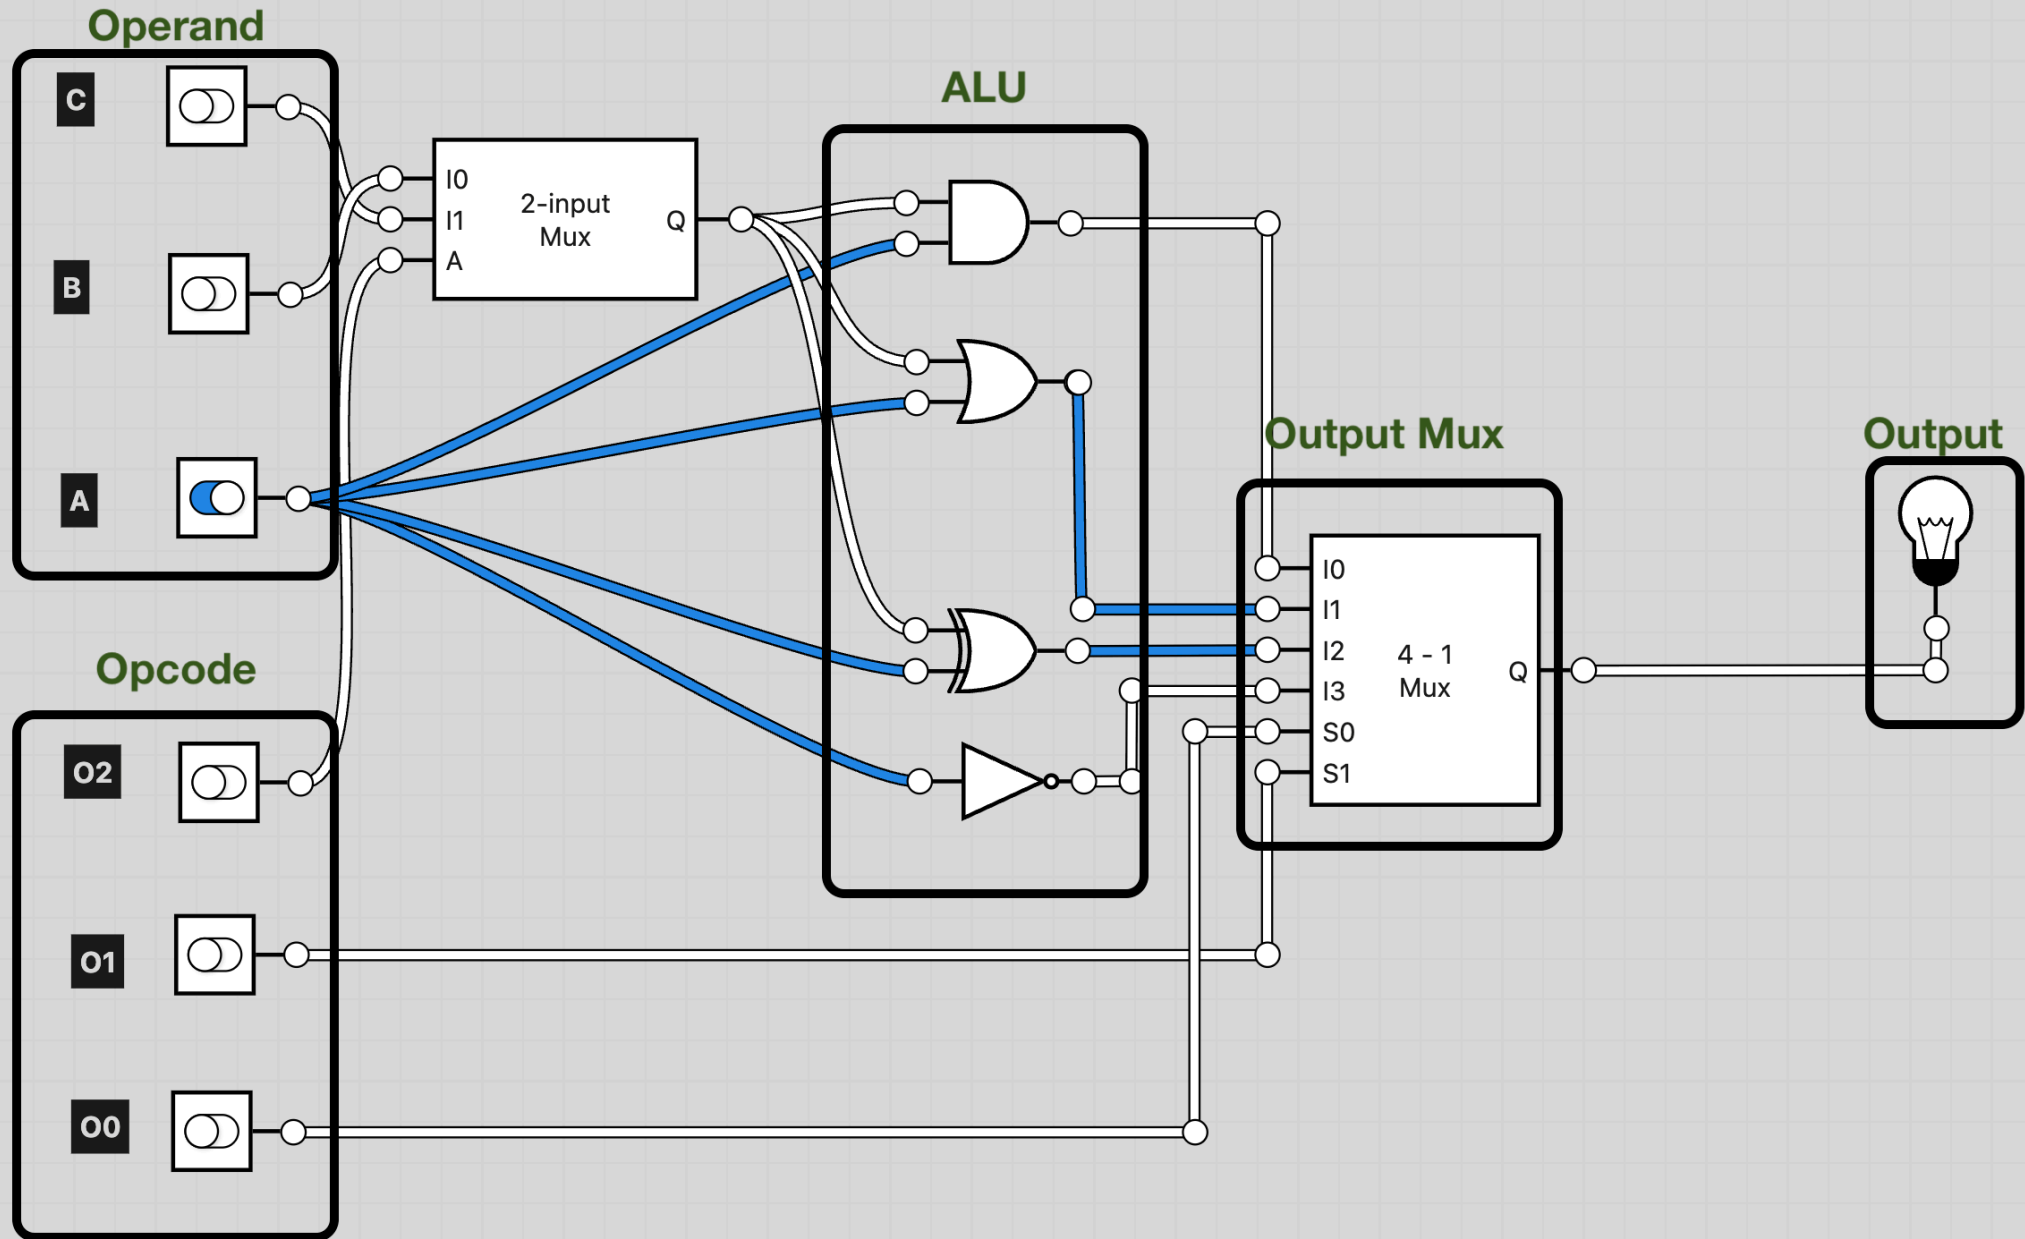 Operand
C
B
A
I0
I1
A
2-input
Mux
Q
ALU
Output Mux
I0
I1
I2
I3
S0
S1
4 - 1
Mux
Q
Output
Opcode
O2
O1
O0